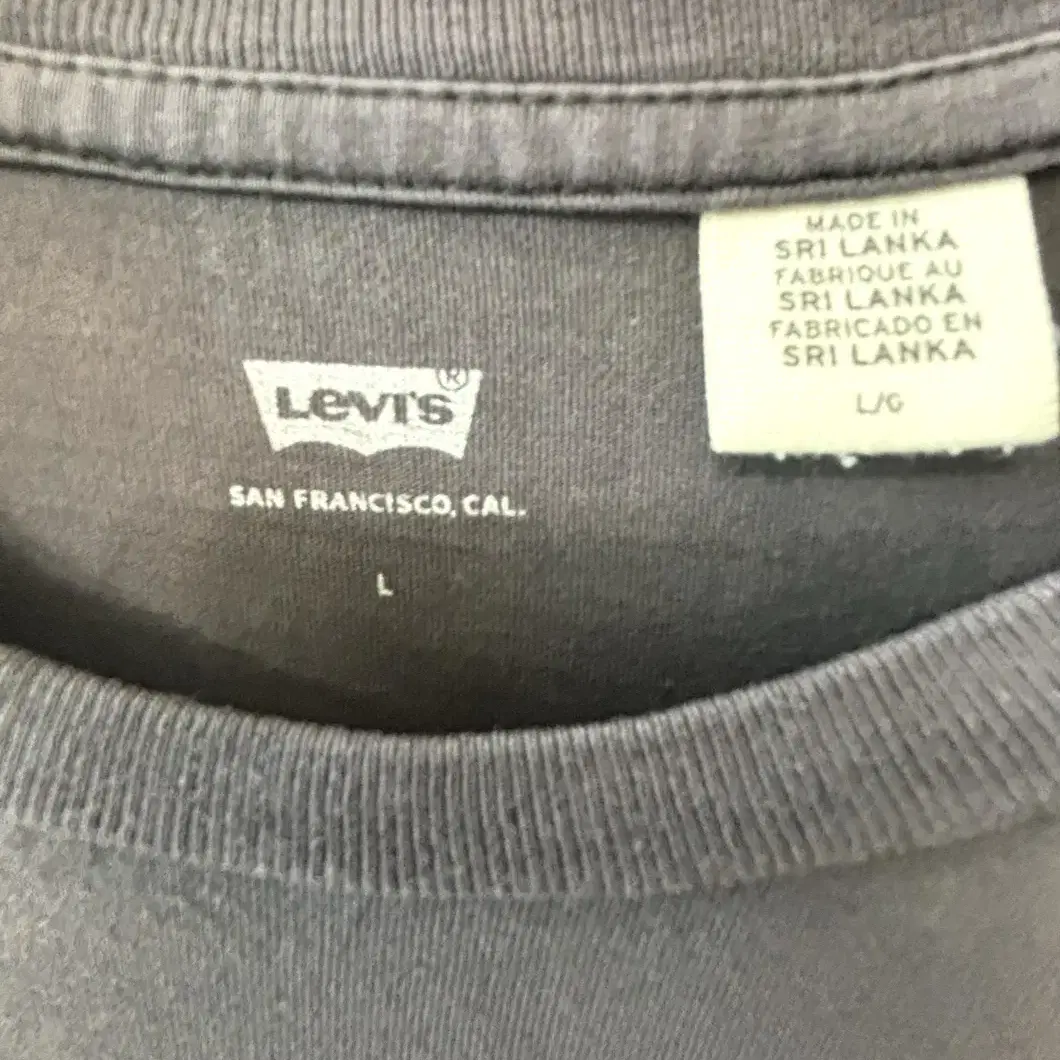 LEVI'S®
SAN FRANCISCO, CAL.
L
MADE IN
SRI LANKA
FABRIQUE AU
SRI LANKA
FABRICADO EN
SRI LANKA
L/G